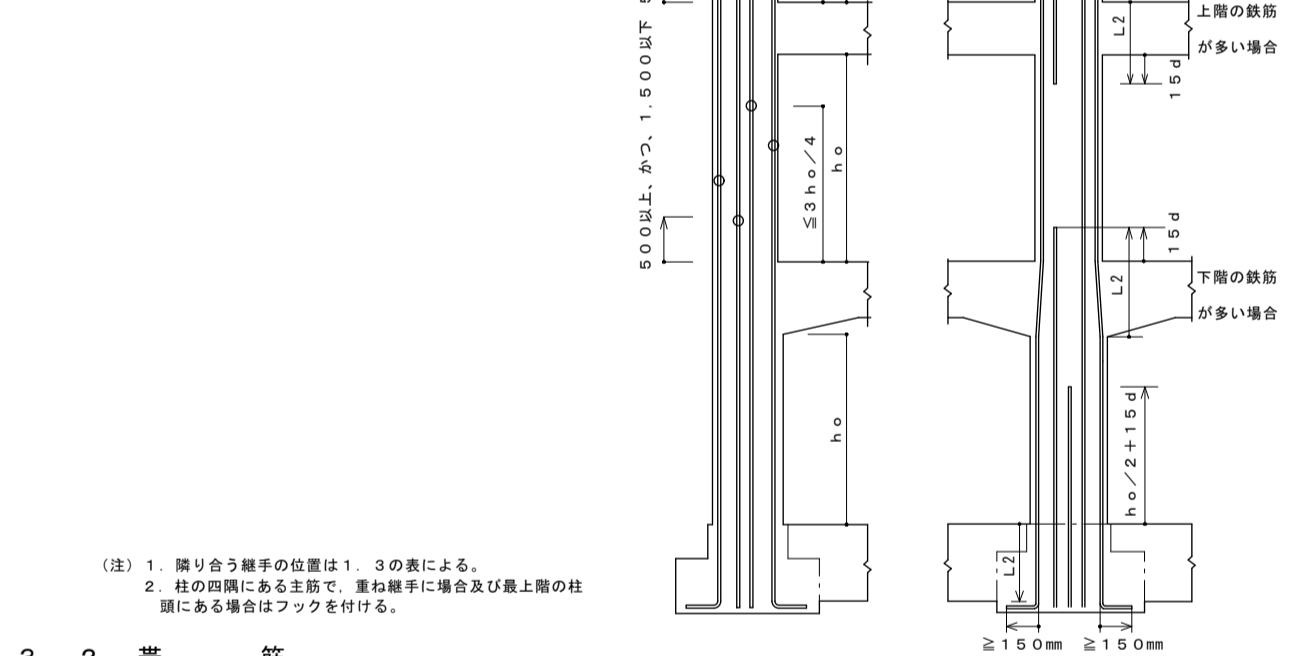 上階の鉄筋
が多い場合
L2
15d
500以上、かつ、1,500以下
≦3ho/4
ho
15d
L2
下階の鉄筋
が多い場合
ho
ho/2+15d
L2
≧150mm ≧150mm
(注) 1. 隣り合う継手の位置は1. 3の表による。
2. 柱の四隅にある主筋で, 重ね継手に場合及び最上階の柱
頭にある場合はフックを付ける。